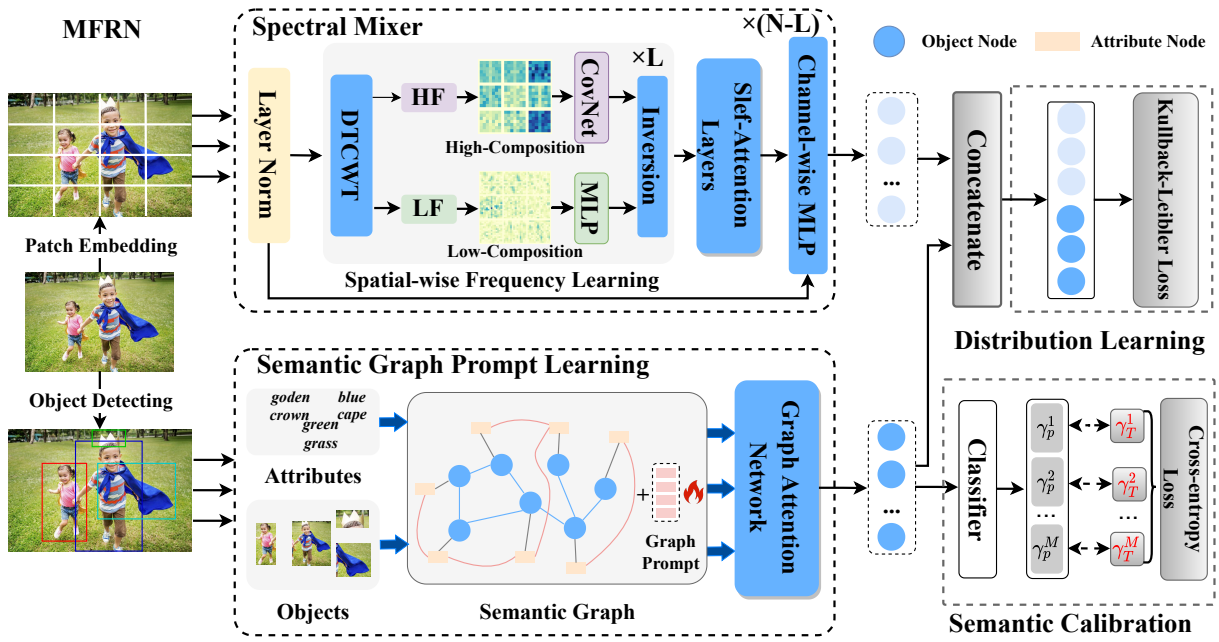 MFRN
Spectral Mixer
×(N-L)
×L
Layer Norm
DTCWT
HF
High-Composition
CovNet
LF
Low-Composition
MLP
Inversion
Slef-Attention
Layers
Channel-wise MLP
Spatial-wise Frequency Learning
Patch Embedding
Object Detecting
Semantic Graph Prompt Learning
goden
crown
blue
cape
green
grass
Attributes
Objects
+
Graph
Prompt
Semantic Graph
Graph Attention
Network
Object Node
Attribute Node
...
Concatenate
Kullback-Leibler Loss
Distribution Learning
...
Classifier
γ_p^1
γ_T^1
γ_p^2
γ_T^2
...
...
γ_p^M
γ_T^M
Cross-entropy
Loss
Semantic Calibration